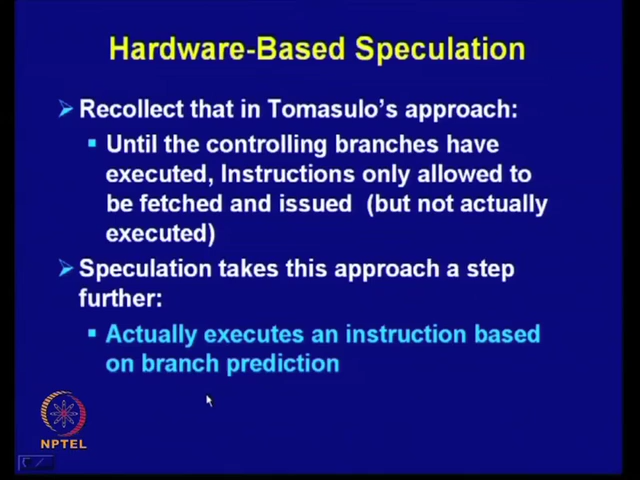 Hardware-Based Speculation
Recollect that in Tomasulo's approach:
Until the controlling branches have
executed, Instructions only allowed to
be fetched and issued (but not actually
executed)
Speculation takes this approach a step
further:
Actually executes an instruction based
on branch prediction
NPTEL